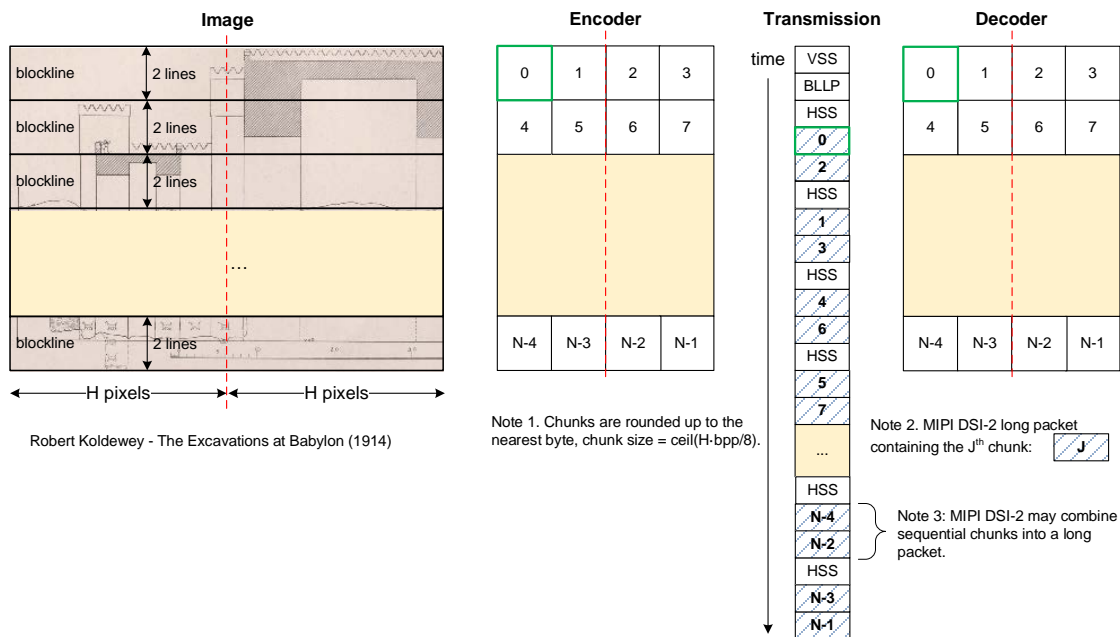 Image
Encoder
Transmission
Decoder
blockline
2 lines
blockline
2 lines
blockline
2 lines
...
blockline
2 lines
H pixels
H pixels
Robert Koldewey - The Excavations at Babylon (1914)
0 1 2 3
4 5 6 7
N-4 N-3 N-2 N-1
Note 1. Chunks are rounded up to the
nearest byte, chunk size = ceil(H·bpp/8).
time
VSS
BLLP
HSS
0
2
HSS
1
3
HSS
4
6
HSS
5
7
...
HSS
N-4
N-2
HSS
N-3
N-1
0 1 2 3
4 5 6 7
N-4 N-3 N-2 N-1
Note 2. MIPI DSI-2 long packet
containing the Jth chunk: J
Note 3: MIPI DSI-2 may combine
sequential chunks into a long
packet.